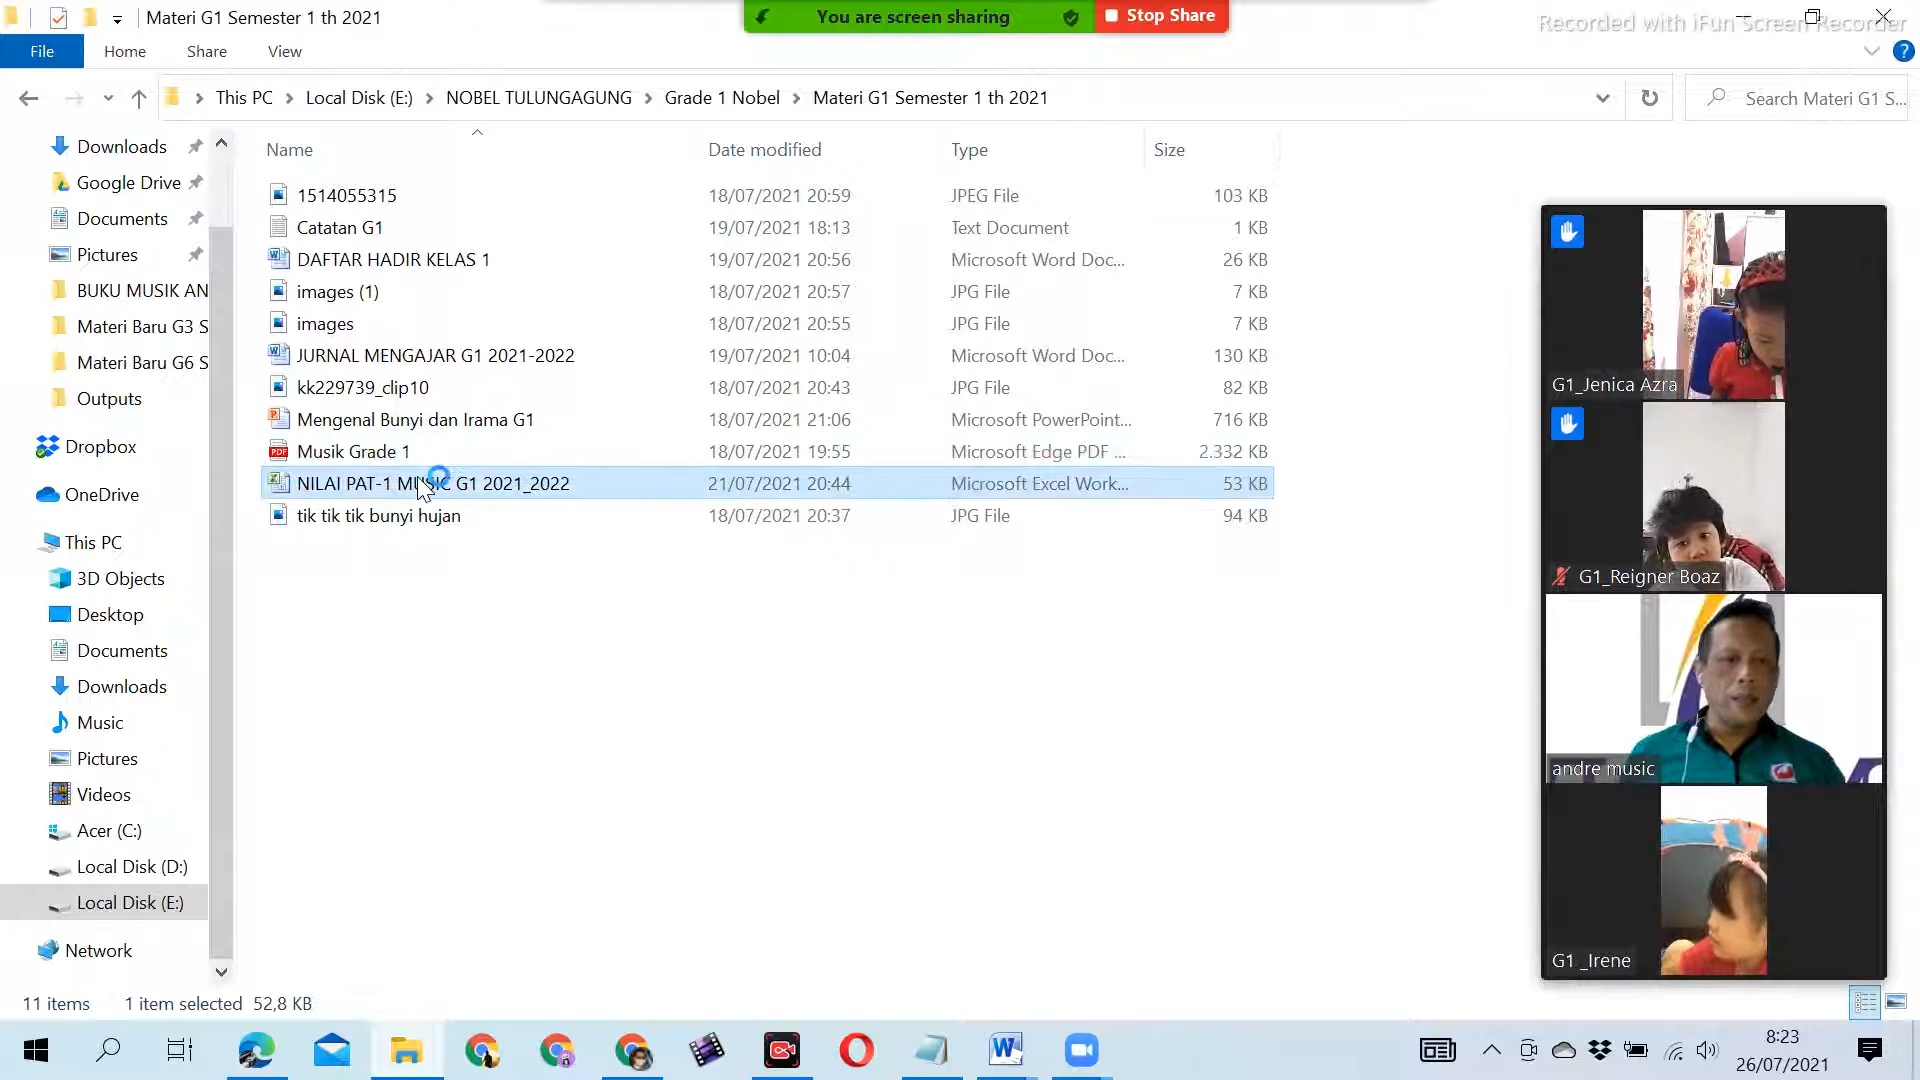 Materi G1 Semester 1 th 2021
You are screen sharing
Stop Share
Recorded with iFun Screen Recorder
File Home Share View
This PC Local Disk (E:) NOBEL TULUNGAGUNG Grade 1 Nobel Materi G1 Semester 1 th 2021
Search Materi G1 S...
Name Date modified Type Size
1514055315 18/07/2021 20:59 JPEG File 103 KB
Catatan G1 19/07/2021 18:13 Text Document 1 KB
DAFTAR HADIR KELAS 1 19/07/2021 20:56 Microsoft Word Doc... 26 KB
images (1) 18/07/2021 20:57 JPG File 7 KB
images 18/07/2021 20:55 JPG File 7 KB
JURNAL MENGAJAR G1 2021-2022 19/07/2021 10:04 Microsoft Word Doc... 130 KB
kk229739_clip10 18/07/2021 20:43 JPG File 82 KB
Mengenal Bunyi dan Irama G1 18/07/2021 21:06 Microsoft PowerPoint... 716 KB
Musik Grade 1 18/07/2021 19:55 Microsoft Edge PDF ... 2.332 KB
NILAI PAT-1 MUSIC G1 2021_2022 21/07/2021 20:44 Microsoft Excel Work... 53 KB
tik tik tik bunyi hujan 18/07/2021 20:37 JPG File 94 KB
Downloads
Google Drive
Documents
Pictures
BUKU MUSIK AN
Materi Baru G3 S
Materi Baru G6 S
Outputs
Dropbox
OneDrive
This PC
3D Objects
Desktop
Documents
Downloads
Music
Pictures
Videos
Acer (C:)
Local Disk (D:)
Local Disk (E:)
Network
G1_Jenica Azra
G1_Reigner Boaz
andre music
G1 _Irene
11 items 1 item selected 52,8 KB
8:23
26/07/2021